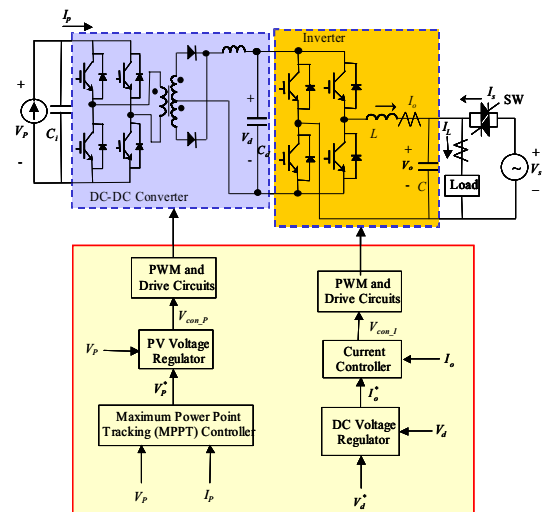 I_p
Inverter
+
V_P
-
C_i
+
V_d
-
C_d
L
I_o
I_s
SW
I_L
+
V_o
-
C
Load
+
V_s
–
~
DC-DC Converter
PWM and
Drive Circuits
PWM and
Drive Circuits
V_con_P
V_con_I
V_P
PV Voltage
Regulator
Current
Controller
I_o
V_P^*
I_o^*
Maximum Power Point
Tracking (MPPT) Controller
DC Voltage
Regulator
V_d
V_P
I_P
V_d^*